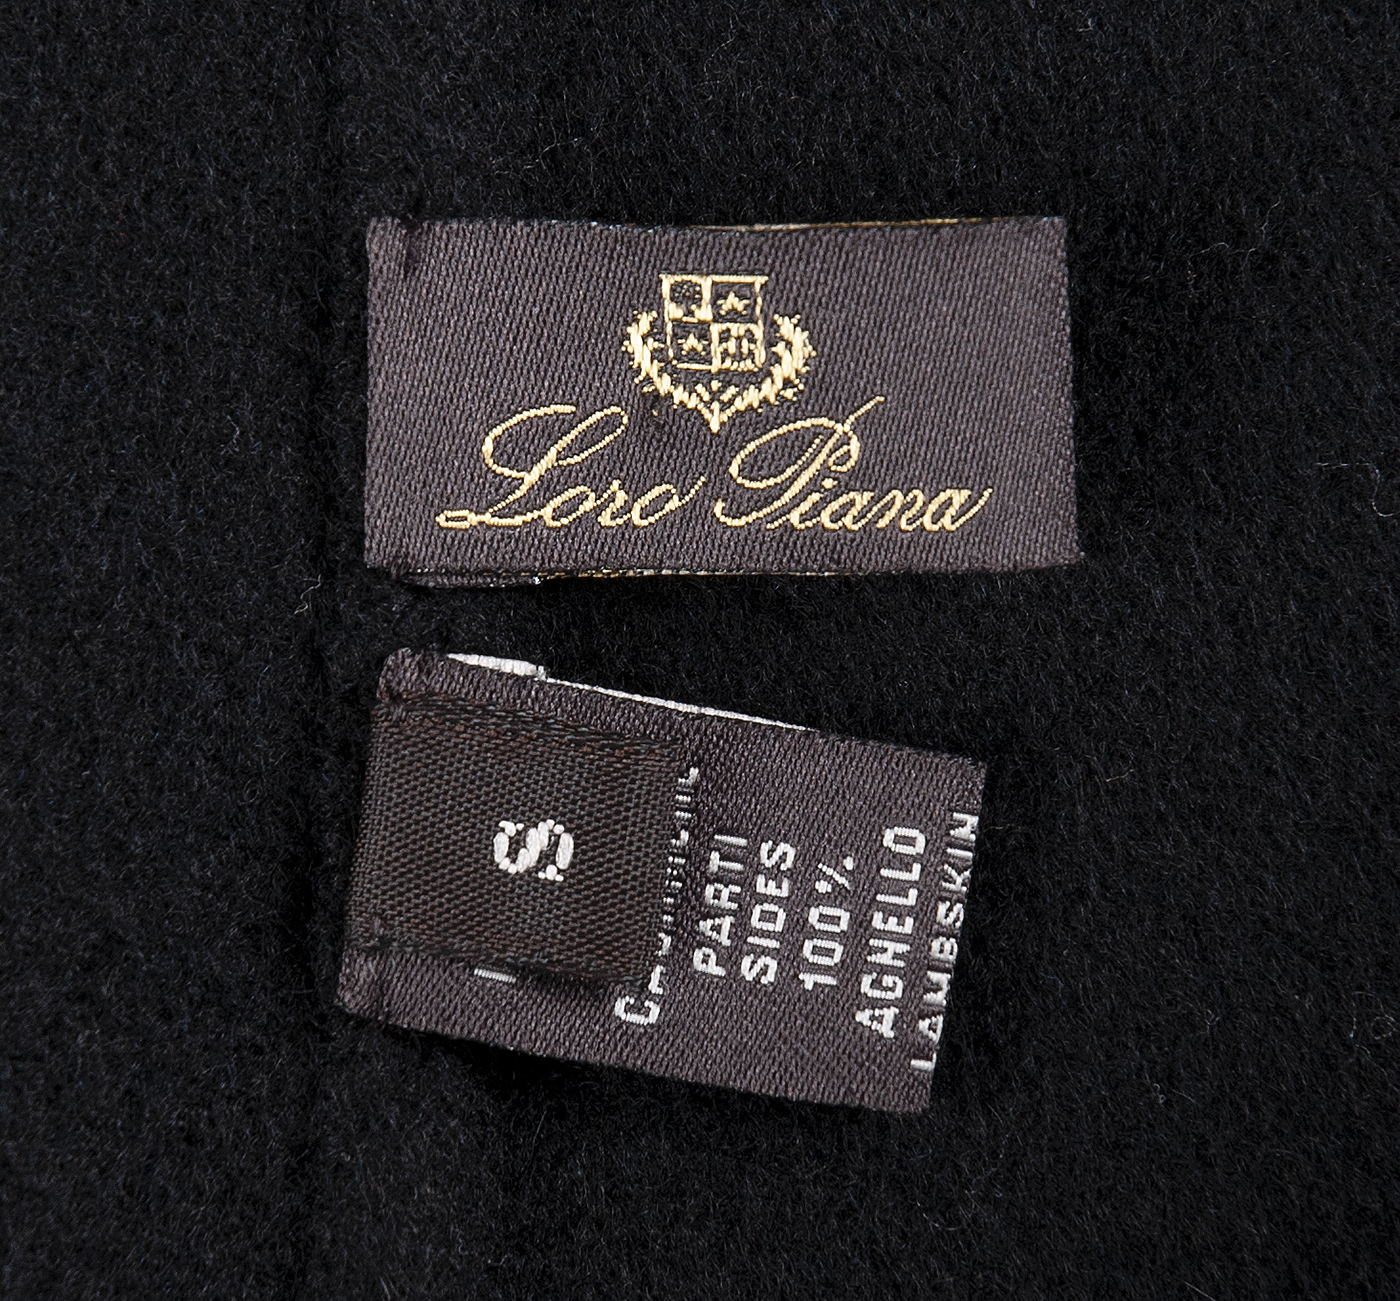 Loro Piana
S
PARTI
SIDES
100%
AGNELLO
LAMBSKIN